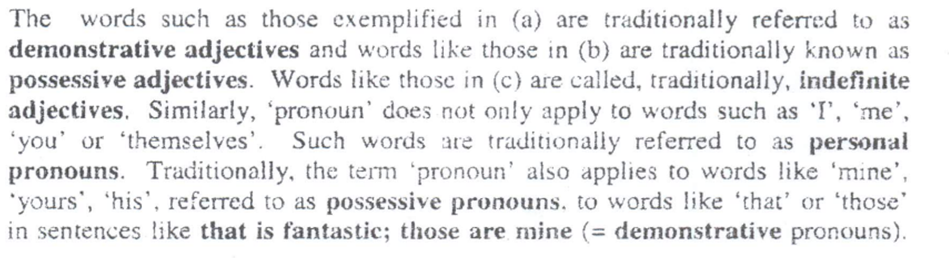 The words such as those exemplified in (a) are traditionally referred to as
demonstrative adjectives and words like those in (b) are traditionally known as
possessive adjectives. Words like those in (c) are called, traditionally, indefinite
adjectives. Similarly, ‘pronoun’ does not only apply to words such as ‘I’, ‘me’,
‘you’ or ‘themselves’. Such words are traditionally referred to as personal
pronouns. Traditionally, the term ‘pronoun’ also applies to words like ‘mine’,
‘yours’, ‘his’, referred to as possessive pronouns, to words like ‘that’ or ‘those’
in sentences like that is fantastic; those are mine (= demonstrative pronouns).